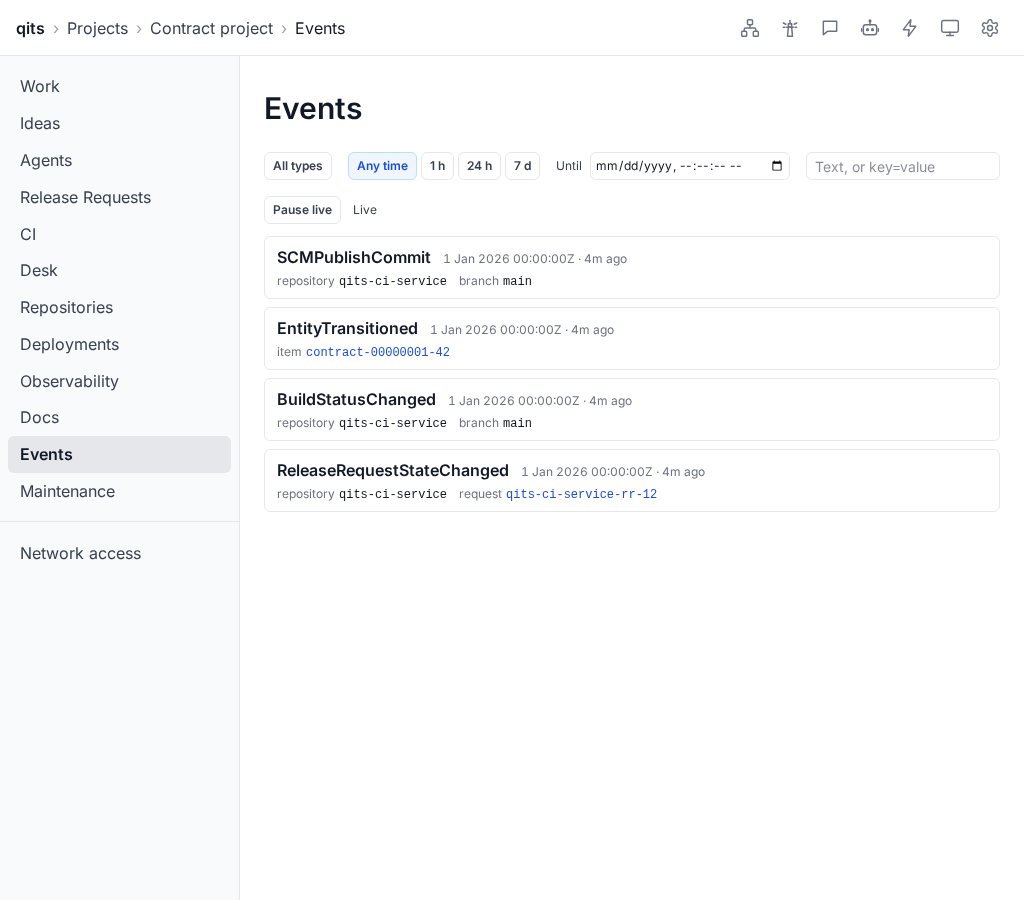 qits › Projects › Contract project › Events
Work
Ideas
Agents
Release Requests
CI
Desk
Repositories
Deployments
Observability
Docs
Events
Maintenance
Network access
Events
All types Any time 1 h 24 h 7 d Until mm/dd/yyyy, --:--:-- -- Text, or key=value
Pause live Live
SCMPublishCommit 1 Jan 2026 00:00:00Z · 4m ago
repository qits-ci-service branch main
EntityTransitioned 1 Jan 2026 00:00:00Z · 4m ago
item contract-00000001-42
BuildStatusChanged 1 Jan 2026 00:00:00Z · 4m ago
repository qits-ci-service branch main
ReleaseRequestStateChanged 1 Jan 2026 00:00:00Z · 4m ago
repository qits-ci-service request qits-ci-service-rr-12